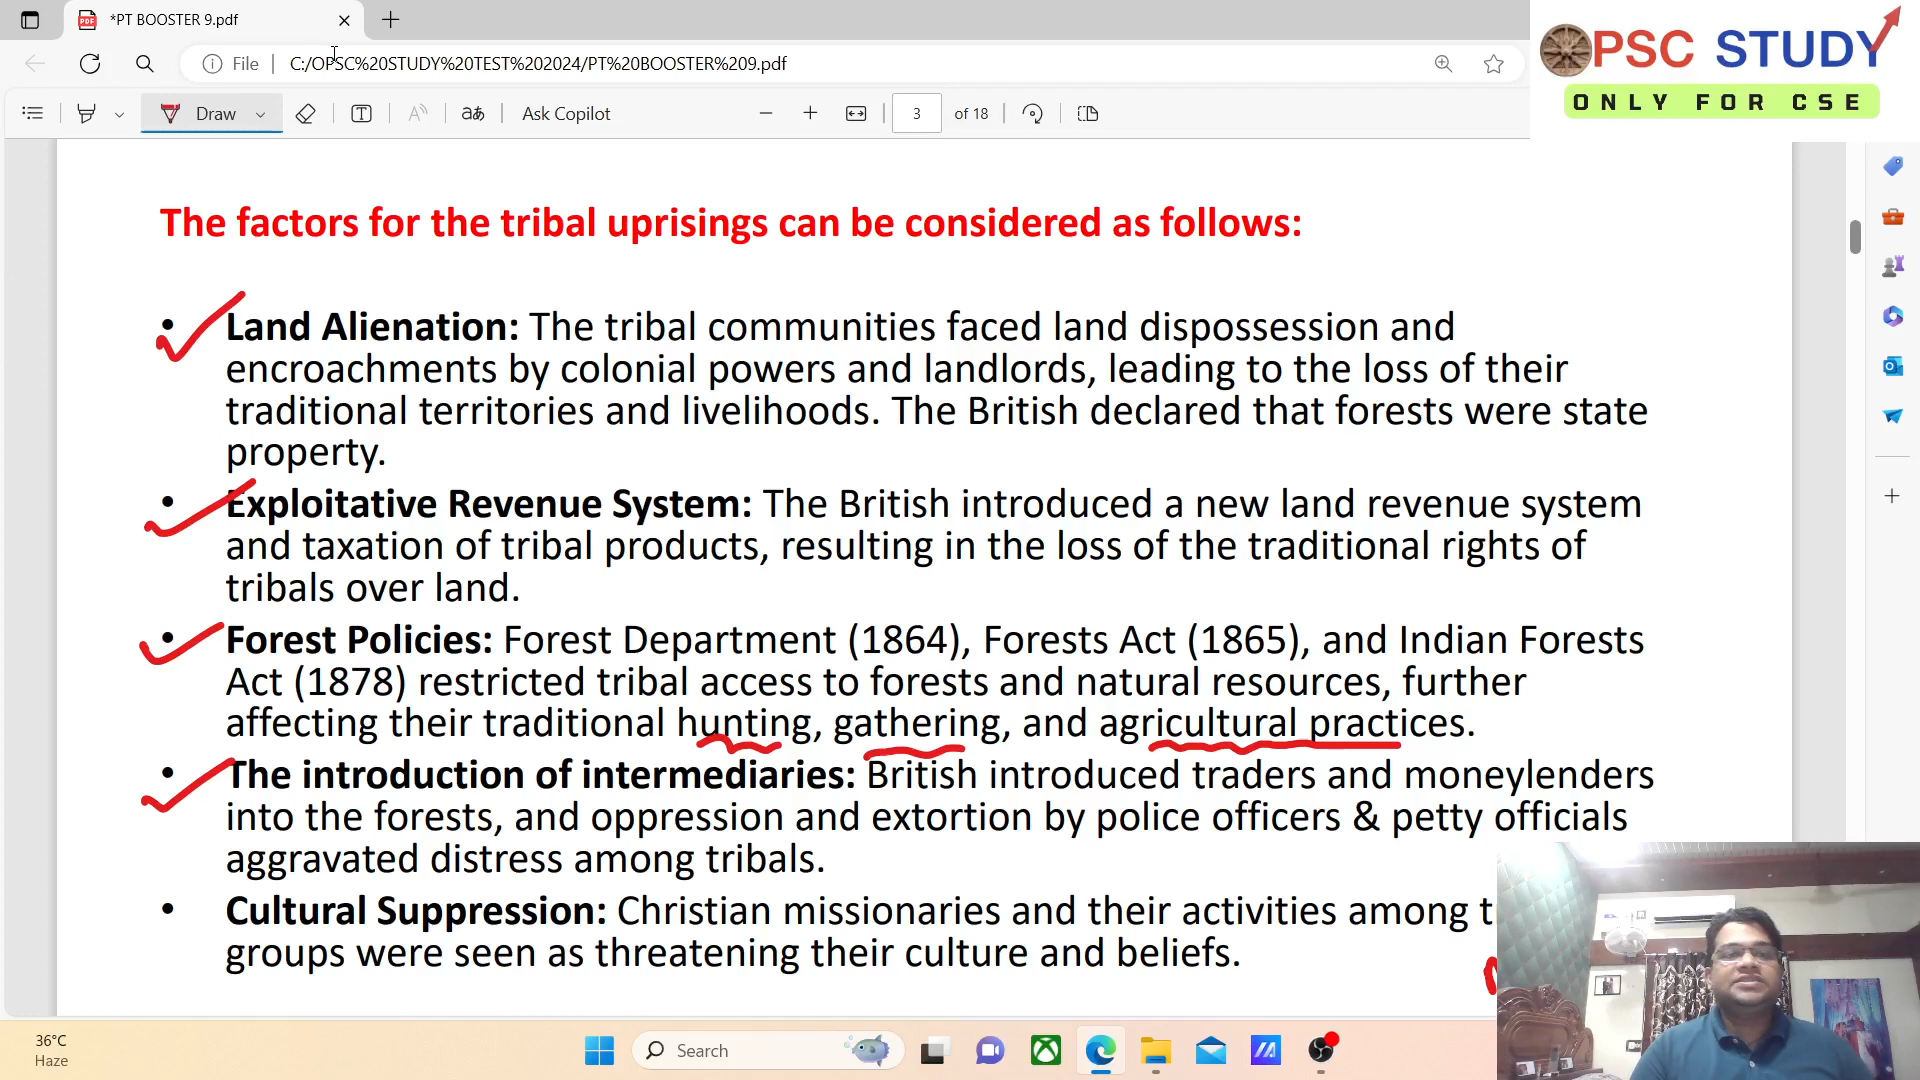 *PT BOOSTER 9.pdf
File
C:/OPSC%20STUDY%20TEST%202024/PT%20BOOSTER%209.pdf
PSC STUDY
ONLY FOR CSE
Draw
Ask Copilot
3 of 18
The factors for the tribal uprisings can be considered as follows:
• Land Alienation: The tribal communities faced land dispossession and
encroachments by colonial powers and landlords, leading to the loss of their
traditional territories and livelihoods. The British declared that forests were state
property.
• Exploitative Revenue System: The British introduced a new land revenue system
and taxation of tribal products, resulting in the loss of the traditional rights of
tribals over land.
• Forest Policies: Forest Department (1864), Forests Act (1865), and Indian Forests
Act (1878) restricted tribal access to forests and natural resources, further
affecting their traditional hunting, gathering, and agricultural practices.
• The introduction of intermediaries: British introduced traders and moneylenders
into the forests, and oppression and extortion by police officers & petty officials
aggravated distress among tribals.
• Cultural Suppression: Christian missionaries and their activities among t
groups were seen as threatening their culture and beliefs.
36°C
Haze
Search